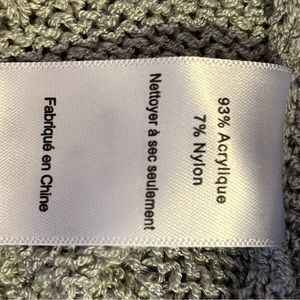 93% Acrylique
7% Nylon
Nettoyer à sec seulement
Fabriqué en Chine